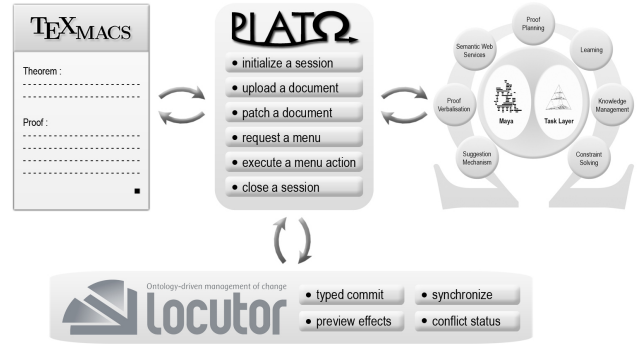 TEXMACS
Theorem :
Proof :
PLATΩ
• initialize a session
• upload a document
• patch a document
• request a menu
• execute a menu action
• close a session
Proof
Planning
Semantic Web
Services
Learning
Proof
Verbalisation
Maya
Task Layer
Knowledge
Management
Suggestion
Mechanism
Constraint
Solving
Ontology-driven management of change
locutor
• typed commit
• synchronize
• preview effects
• conflict status